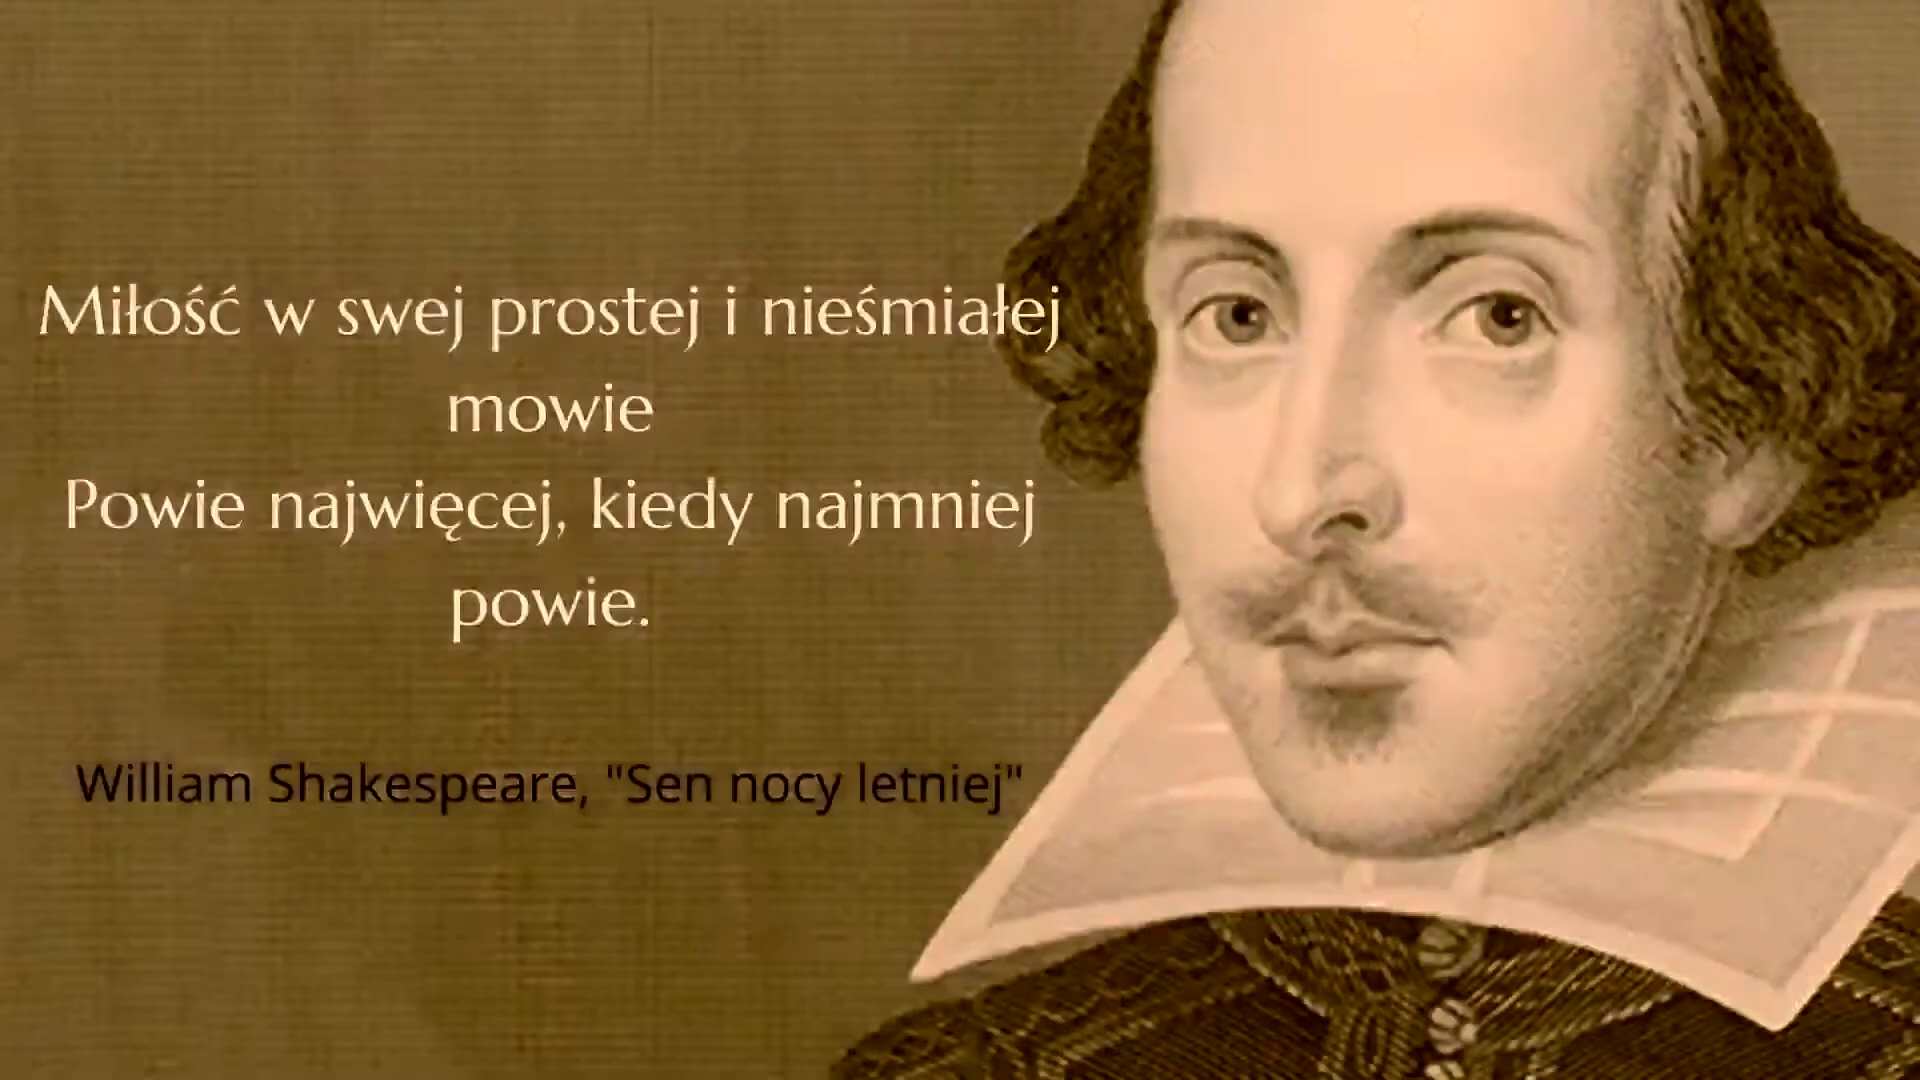 Miłość w swej prostej i nieśmiałej
mowie
Powie najwięcej, kiedy najmniej
powie.
William Shakespeare, "Sen nocy letniej"